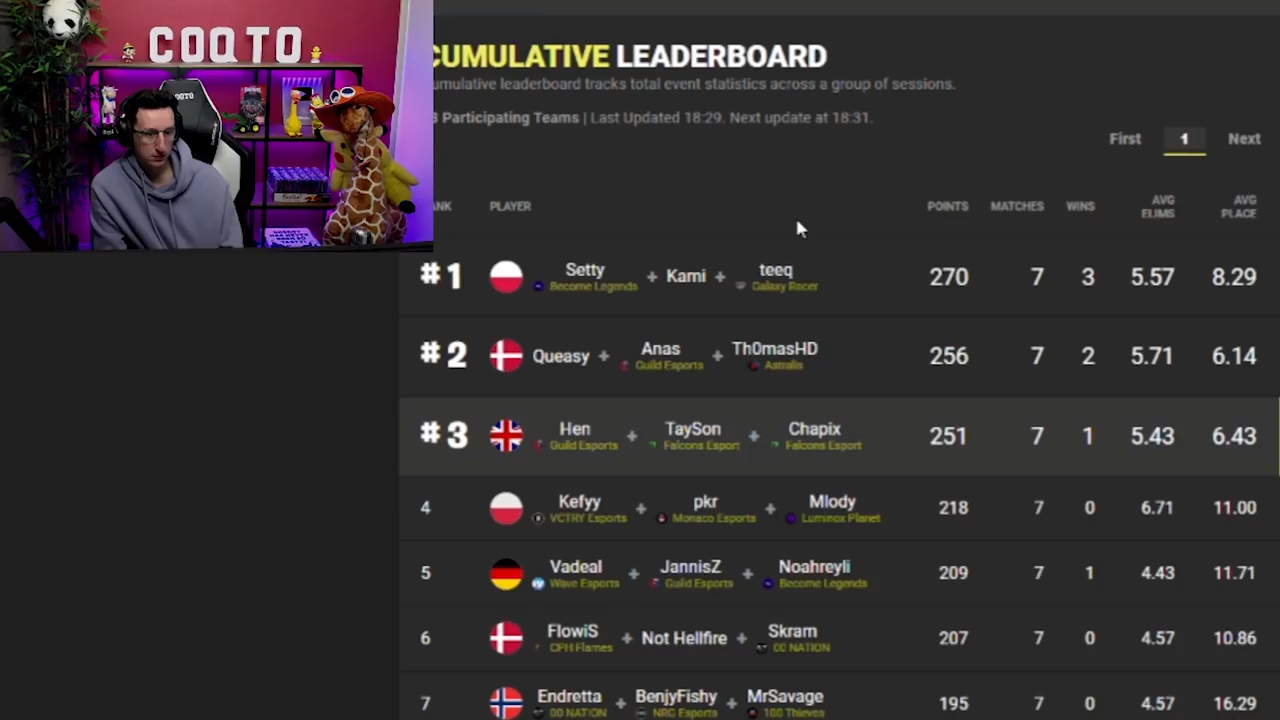 COQTO
COQTO
CUMULATIVE LEADERBOARD
umulative leaderboard tracks total event statistics across a group of sessions.
Participating Teams | Last Updated 18:29. Next update at 18:31.
First 1 Next
NK PLAYER POINTS MATCHES WINS AVG ELIMS AVG PLACE
#1 Setty + Kami + teeq 270 7 3 5.57 8.29
Become Legends Galaxy Racer
#2 Queasy + Anas + Th0masHD 256 7 2 5.71 6.14
Guild Esports Astralis
#3 Hen + TaySon + Chapix 251 7 1 5.43 6.43
Guild Esports Falcons Esport Falcons Esport
4 Kefyy + pkr + Mlody 218 7 0 6.71 11.00
VCTRY Esports Monaco Esports Luminox Planet
5 Vadeal + JannisZ + Noahreyli 209 7 1 4.43 11.71
Wave Esports Guild Esports Become Legends
6 FlowiS + Not Hellfire + Skram 207 7 0 4.57 10.86
CPH Flames 00 NATION
7 Endretta + BenjyFishy + MrSavage 195 7 0 4.57 16.29
00 NATION NRG Esports 100 Thieves